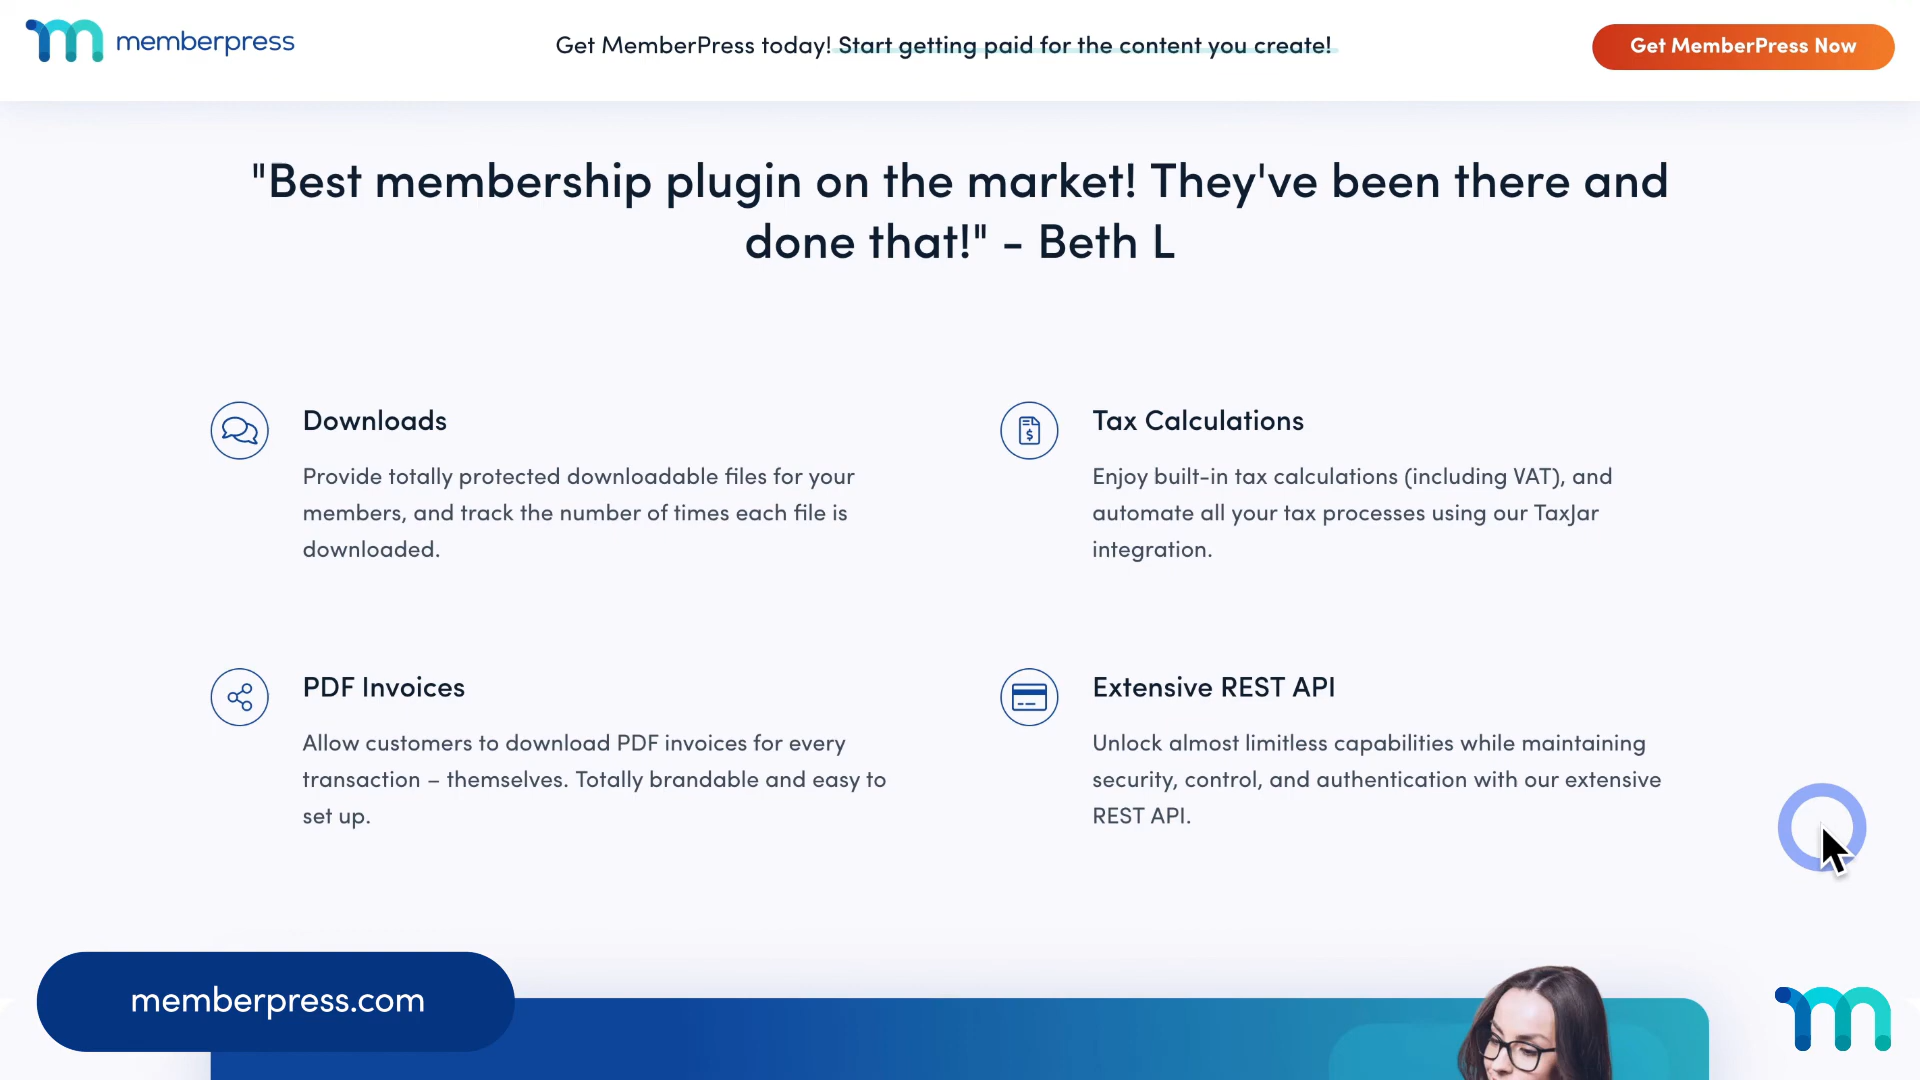 memberpress
Get MemberPress today! Start getting paid for the content you create!
Get MemberPress Now
"Best membership plugin on the market! They've been there and
done that!" - Beth L
Downloads
Provide totally protected downloadable files for your
members, and track the number of times each file is
downloaded.
Tax Calculations
Enjoy built-in tax calculations (including VAT), and
automate all your tax processes using our TaxJar
integration.
PDF Invoices
Allow customers to download PDF invoices for every
transaction – themselves. Totally brandable and easy to
set up.
Extensive REST API
Unlock almost limitless capabilities while maintaining
security, control, and authentication with our extensive
REST API.
memberpress.com